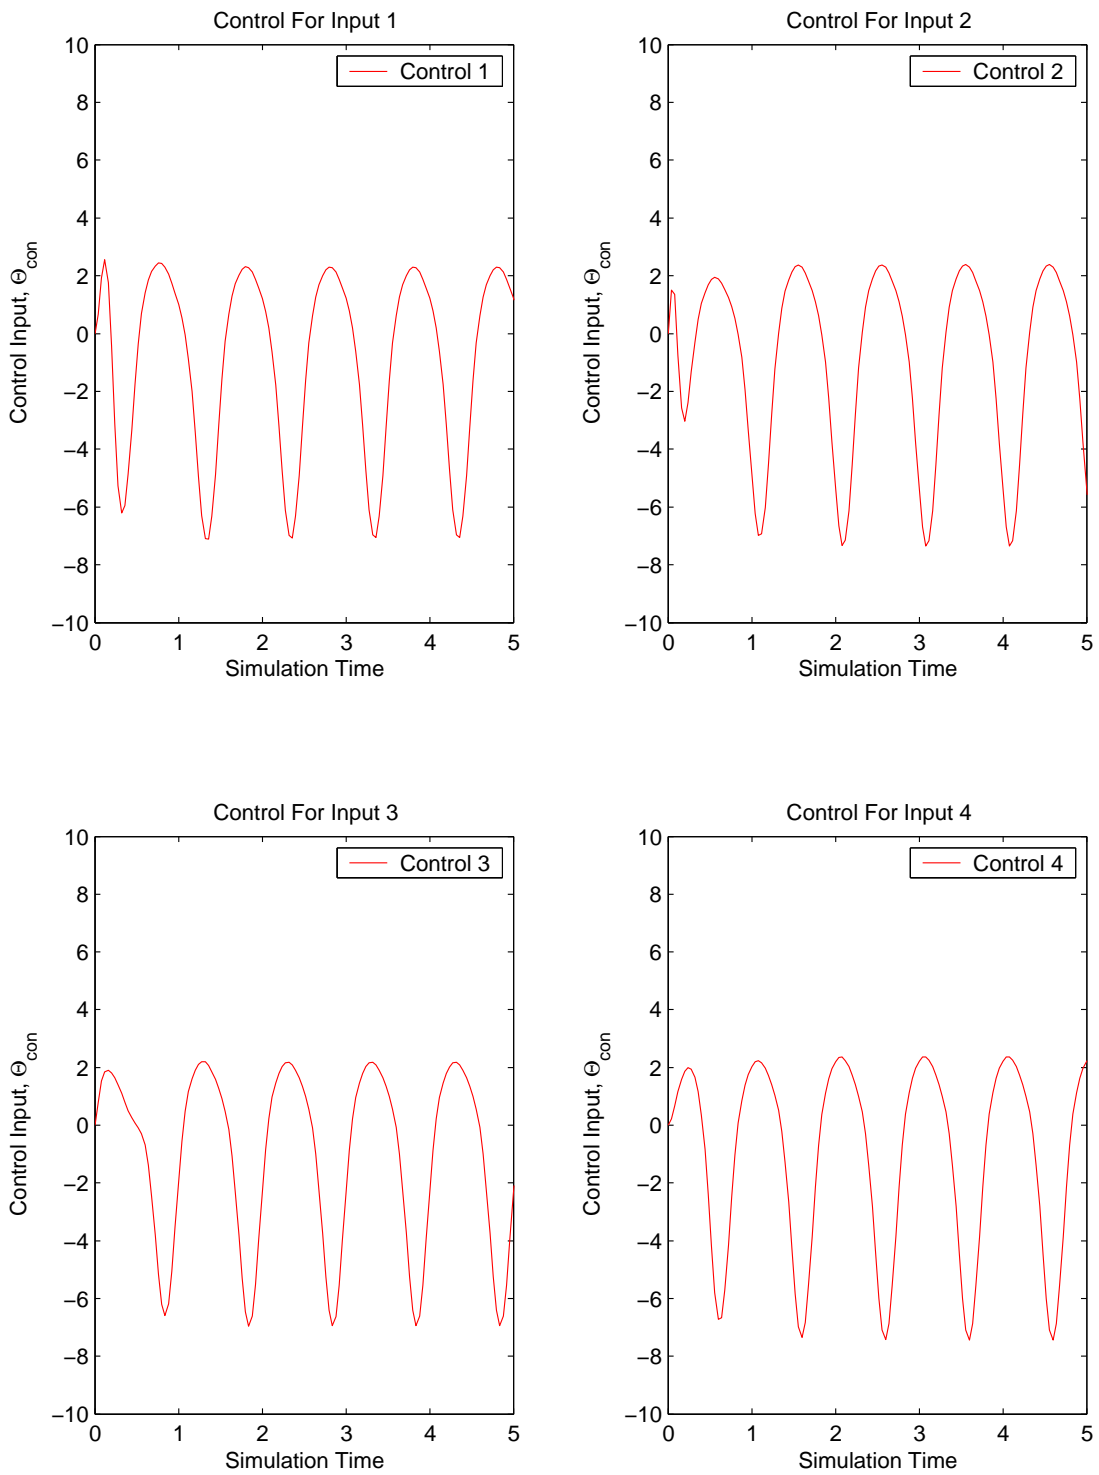 Control For Input 1
10
8
6
4
2
0
−2
−4
−6
−8
−10
0 1 2 3 4 5
Simulation Time
Control Input, Θcon
Control 1
Control For Input 2
10
8
6
4
2
0
−2
−4
−6
−8
−10
0 1 2 3 4 5
Simulation Time
Control Input, Θcon
Control 2
Control For Input 3
10
8
6
4
2
0
−2
−4
−6
−8
−10
0 1 2 3 4 5
Simulation Time
Control Input, Θcon
Control 3
Control For Input 4
10
8
6
4
2
0
−2
−4
−6
−8
−10
0 1 2 3 4 5
Simulation Time
Control Input, Θcon
Control 4